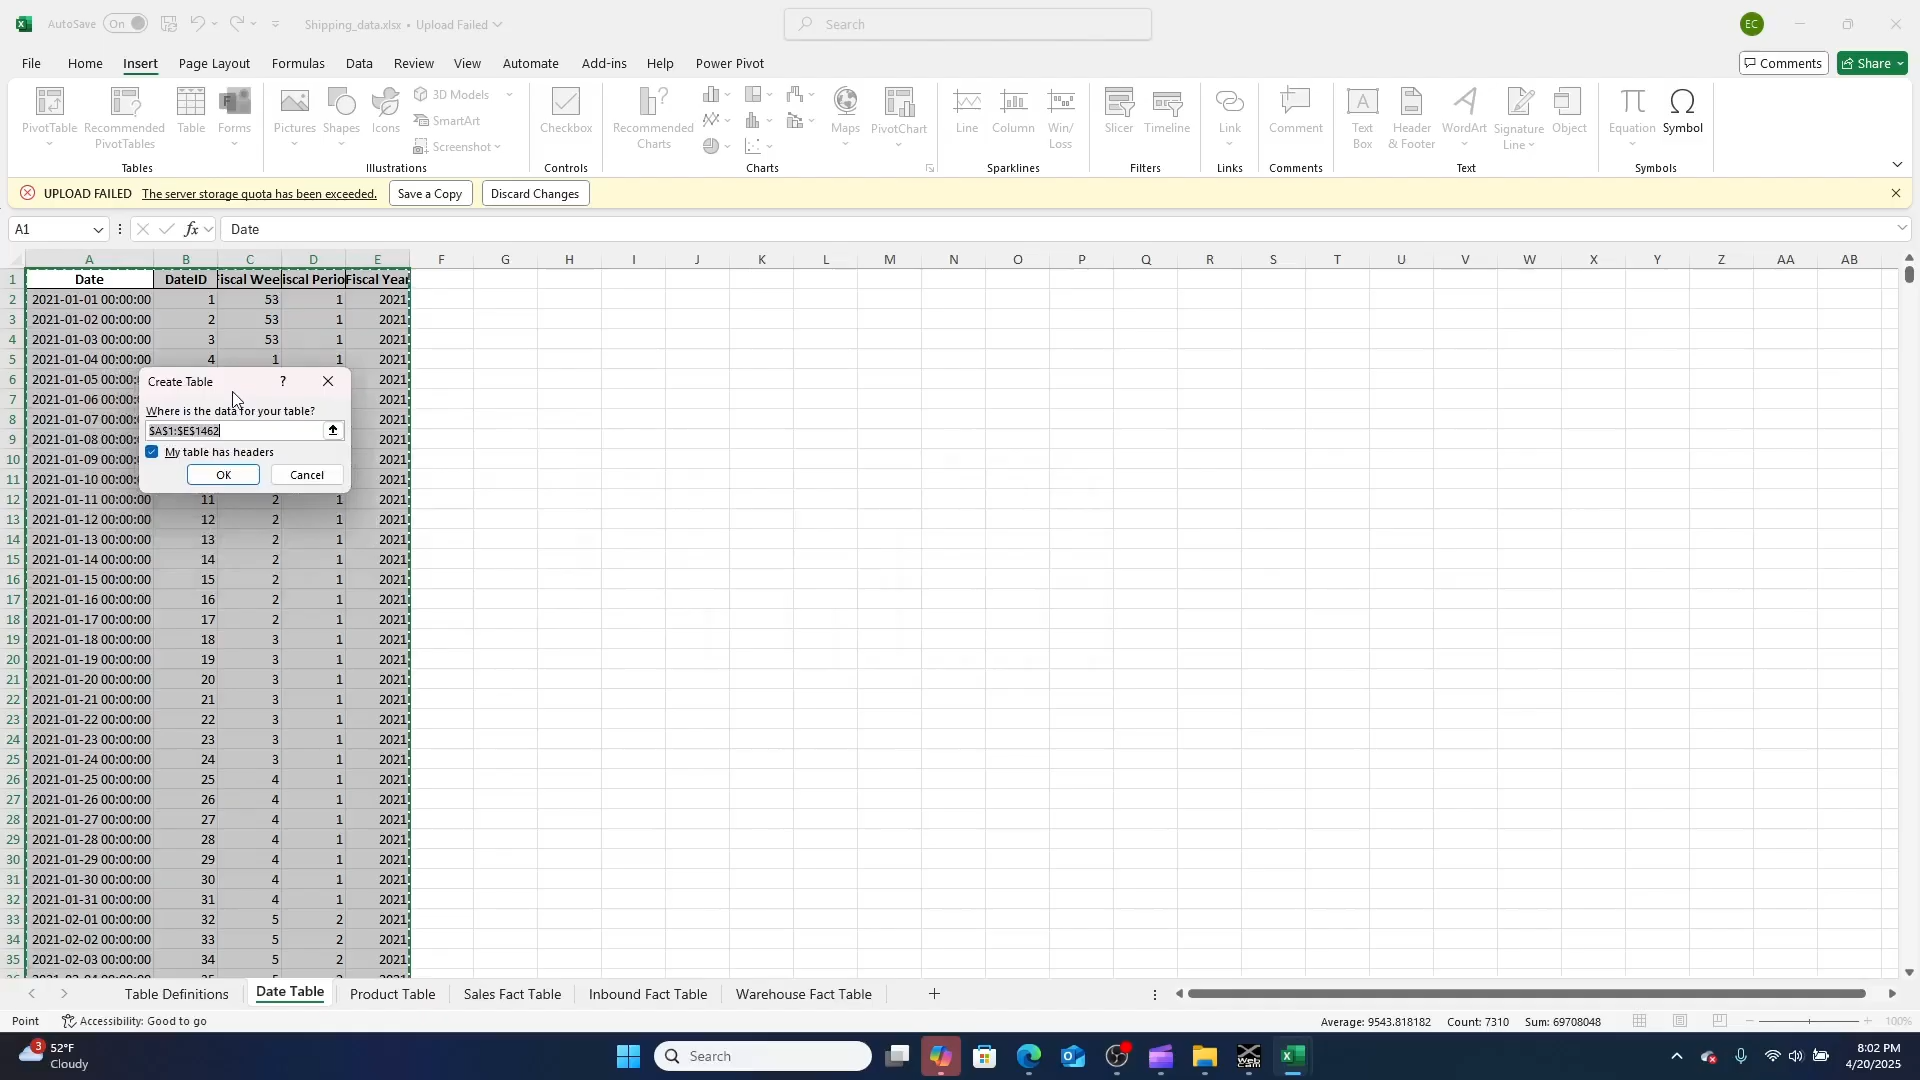 AutoSave On Shipping_data.xlsx • Upload Failed Search EC
File Home Insert Page Layout Formulas Data Review View Automate Add-ins Help Power Pivot Comments Share
PivotTable Recommended PivotTables Table Forms Pictures Shapes Icons 3D Models SmartArt Screenshot Checkbox Recommended Charts Maps PivotChart Line Column Win/Loss Slicer Timeline Link Comment Text Box Header & Footer WordArt Signature Line Object Equation Symbol
Tables Illustrations Controls Charts Sparklines Filters Links Comments Text Symbols
UPLOAD FAILED The server storage quota has been exceeded. Save a Copy Discard Changes
A1 fx Date
A B C D E F G H I J K L M N O P Q R S T U V W X Y Z AA AB
1 Date DateID Fiscal Wee iscal Perio Fiscal Year
2 2021-01-01 00:00:00 1 53 1 2021
3 2021-01-02 00:00:00 2 53 1 2021
4 2021-01-03 00:00:00 3 53 1 2021
5 2021-01-04 00:00:00 4 1 1 2021
6 2021-01-05 00:0 2021
7 2021-01-06 00:0 2021
8 2021-01-07 00:0 2021
9 2021-01-08 00:0 2021
10 2021-01-09 00:0 2021
11 2021-01-10 00:0 2021
Create Table ?
Where is the data for your table?
$A$1:$E$1462
My table has headers
OK Cancel
12 2021-01-11 00:00:00 11 2 1 2021
13 2021-01-12 00:00:00 12 2 1 2021
14 2021-01-13 00:00:00 13 2 1 2021
15 2021-01-14 00:00:00 14 2 1 2021
16 2021-01-15 00:00:00 15 2 1 2021
17 2021-01-16 00:00:00 16 2 1 2021
18 2021-01-17 00:00:00 17 2 1 2021
19 2021-01-18 00:00:00 18 3 1 2021
20 2021-01-19 00:00:00 19 3 1 2021
21 2021-01-20 00:00:00 20 3 1 2021
22 2021-01-21 00:00:00 21 3 1 2021
23 2021-01-22 00:00:00 22 3 1 2021
24 2021-01-23 00:00:00 23 3 1 2021
25 2021-01-24 00:00:00 24 3 1 2021
26 2021-01-25 00:00:00 25 4 1 2021
27 2021-01-26 00:00:00 26 4 1 2021
28 2021-01-27 00:00:00 27 4 1 2021
29 2021-01-28 00:00:00 28 4 1 2021
30 2021-01-29 00:00:00 29 4 1 2021
31 2021-01-30 00:00:00 30 4 1 2021
32 2021-01-31 00:00:00 31 4 1 2021
33 2021-02-01 00:00:00 32 5 2 2021
34 2021-02-02 00:00:00 33 5 2 2021
35 2021-02-03 00:00:00 34 5 2 2021
Table Definitions Date Table Product Table Sales Fact Table Inbound Fact Table Warehouse Fact Table
Point Accessibility: Good to go Average: 9543.818182 Count: 7310 Sum: 69708048 100%
3 52°F
Cloudy
Search
8:02 PM
4/20/2025